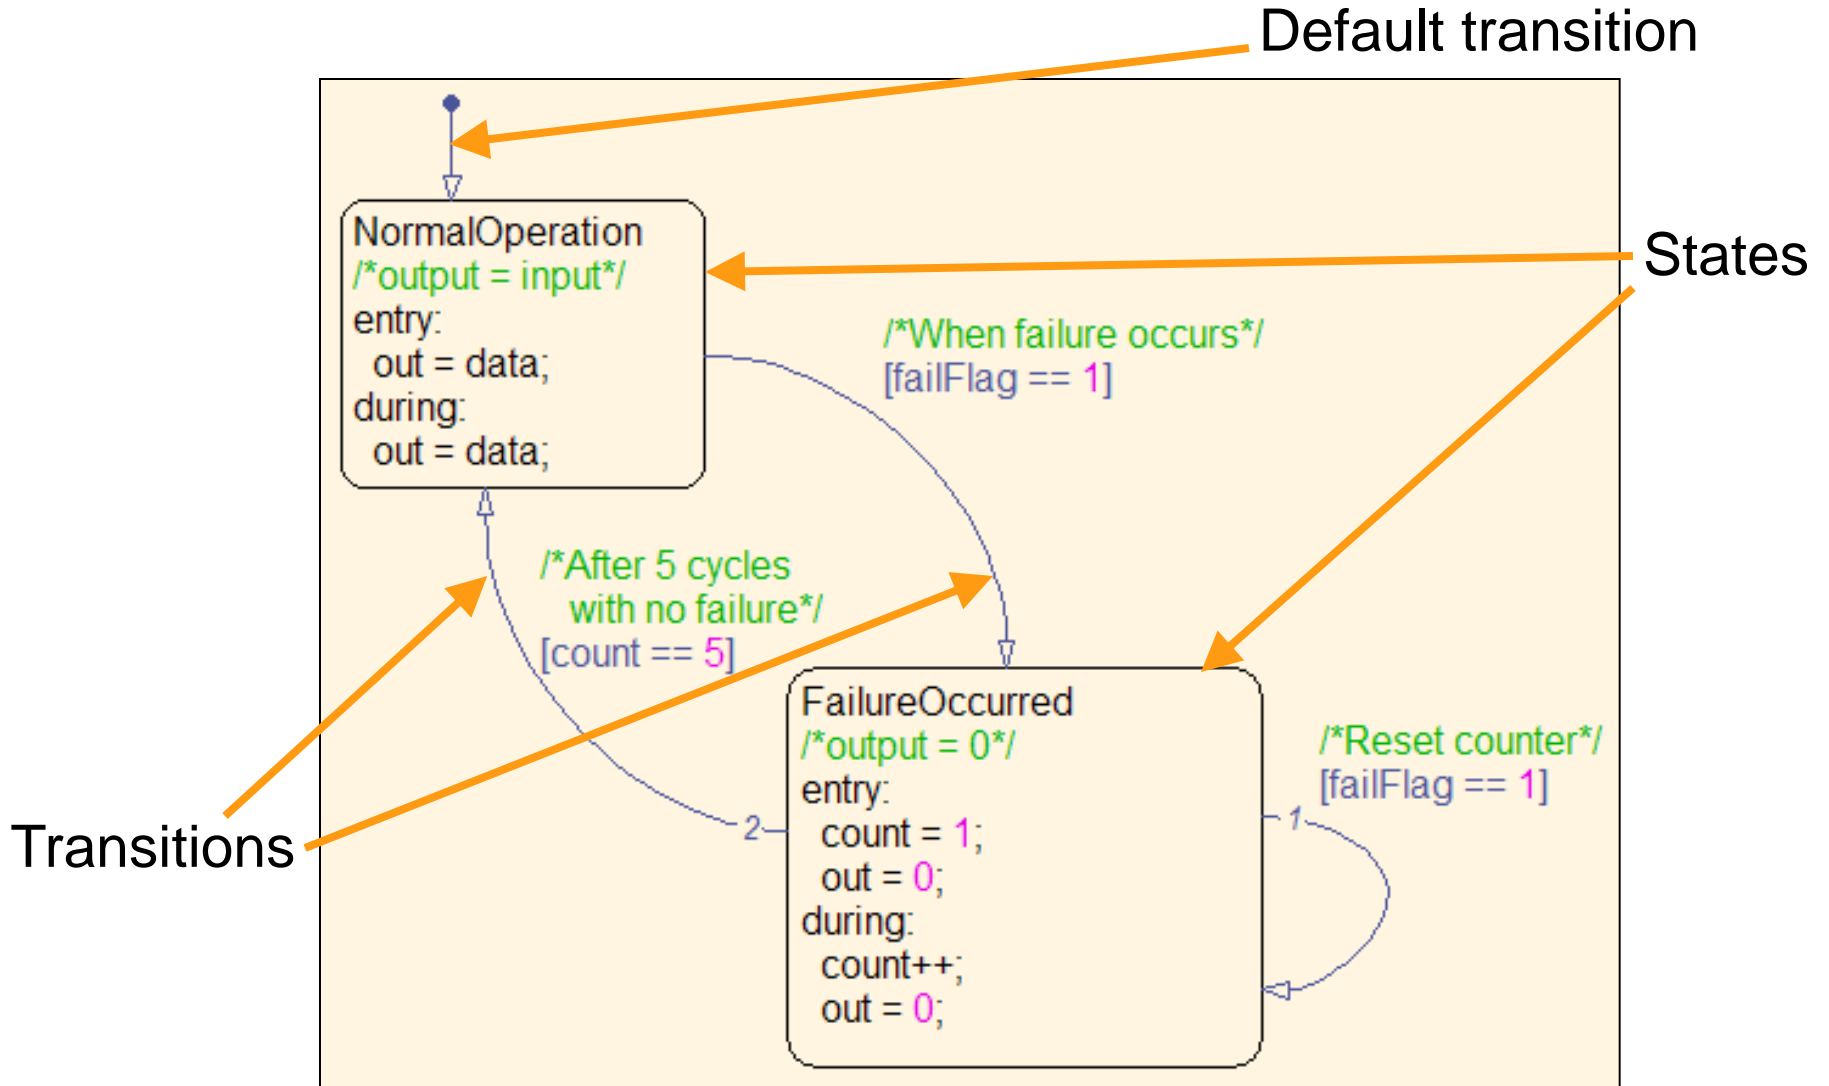 Default transition
NormalOperation
/*output = input*/
entry:
out = data;
during:
out = data;
States
/*When failure occurs*/
[failFlag == 1]
/*After 5 cycles
with no failure*/
[count == 5]
Transitions
2
FailureOccurred
/*output = 0*/
entry:
count = 1;
out = 0;
during:
count++;
out = 0;
/*Reset counter*/
[failFlag == 1]
1